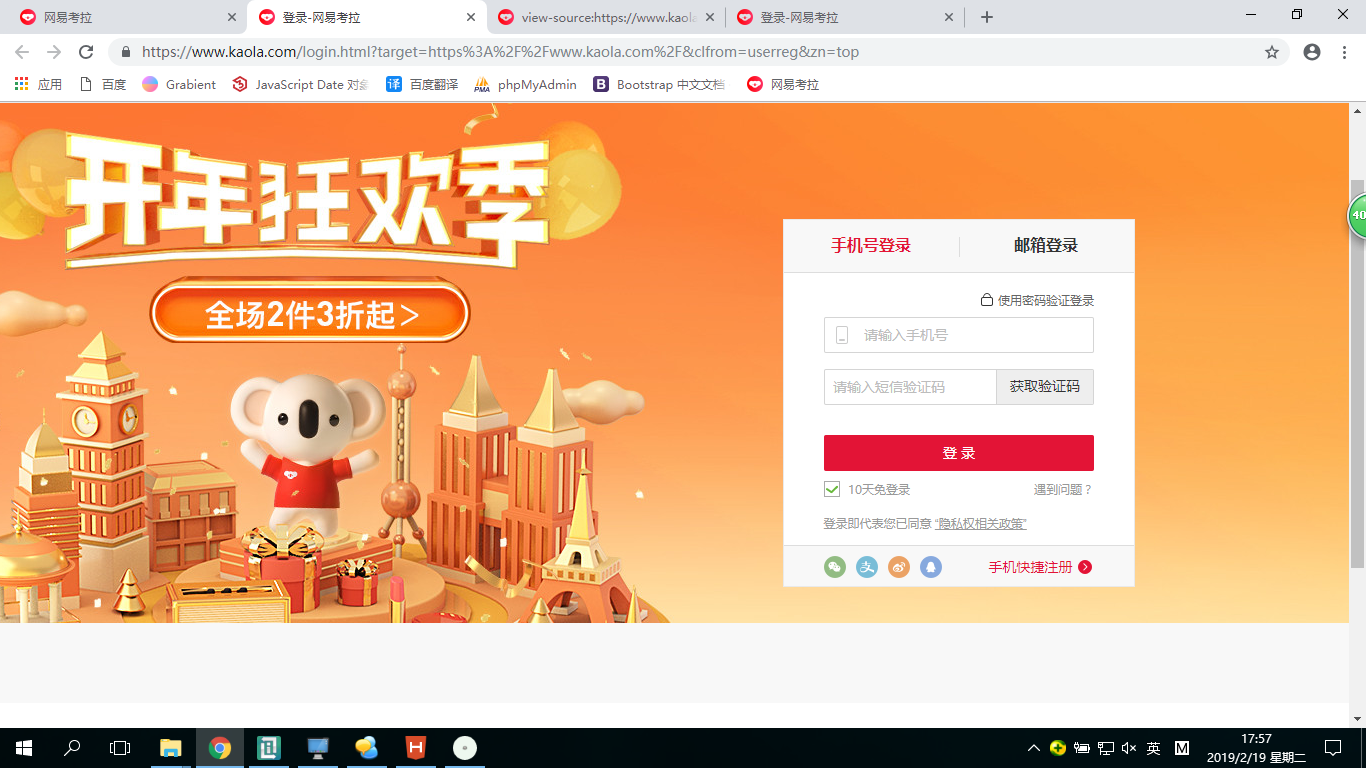 网易考拉
登录-网易考拉
view-source:https://www.kaola
登录-网易考拉
https://www.kaola.com/login.html?target=https%3A%2F%2Fwww.kaola.com%2F&clfrom=userreg&zn=top
应用 百度 Grabient JavaScript Date 对象 译 百度翻译 PMA phpMyAdmin B Bootstrap 中文文档 网易考拉
开年狂欢季
全场2件3折起>
40
手机号登录 邮箱登录
使用密码验证登录
请输入手机号
请输入短信验证码 获取验证码
登 录
10天免登录 遇到问题？
登录即代表您已同意 “隐私权相关政策”
支
手机快捷注册
英 M
17:57
2019/2/19 星期二